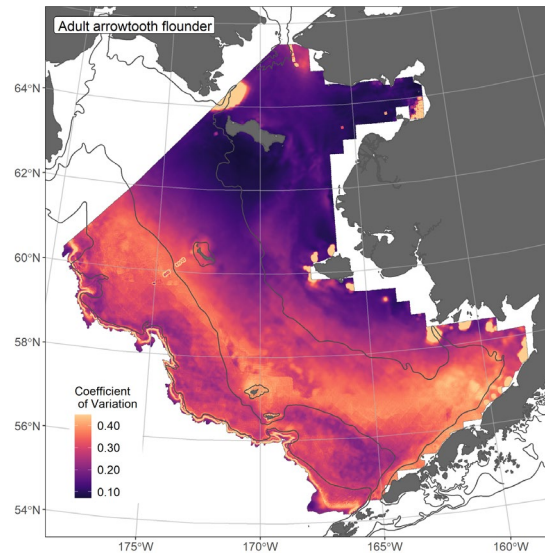 Adult arrowtooth flounder
64°N
62°N
60°N
58°N
56°N
54°N
Coefficient
of Variation
0.40
0.30
0.20
0.10
175°W
170°W
165°W
160°W